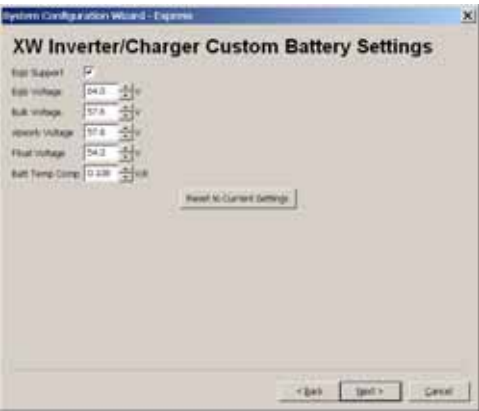 System Configuration Wizard - Express
XW Inverter/Charger Custom Battery Settings
Eqlz Support
Eqlz Voltage 64.0 V
Bulk Voltage 57.6 V
Absorb Voltage 57.6 V
Float Voltage 54.0 V
Batt Temp Comp 0.108 V/K
Reset to Current Settings
< Back Next > Cancel